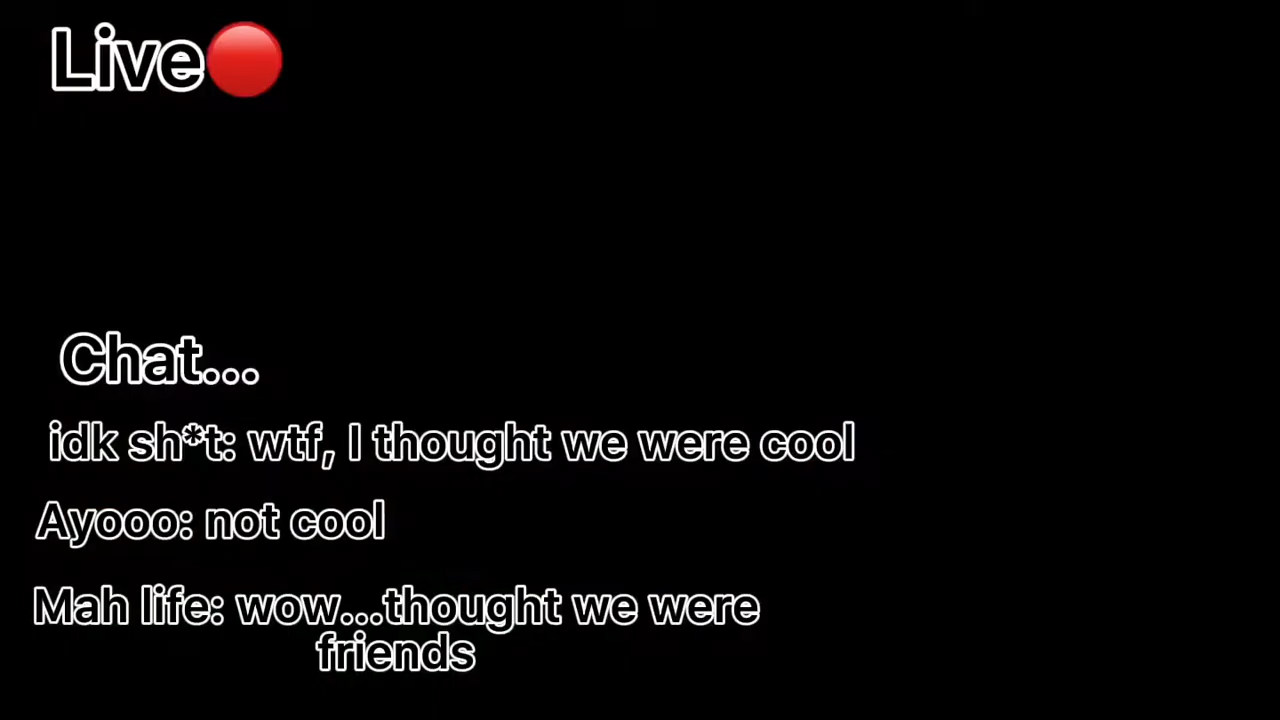 Live🔴
Chat...
idk sh*t: wtf, I thought we were cool
Ayooo: not cool
Mah life: wow...thought we were
friends